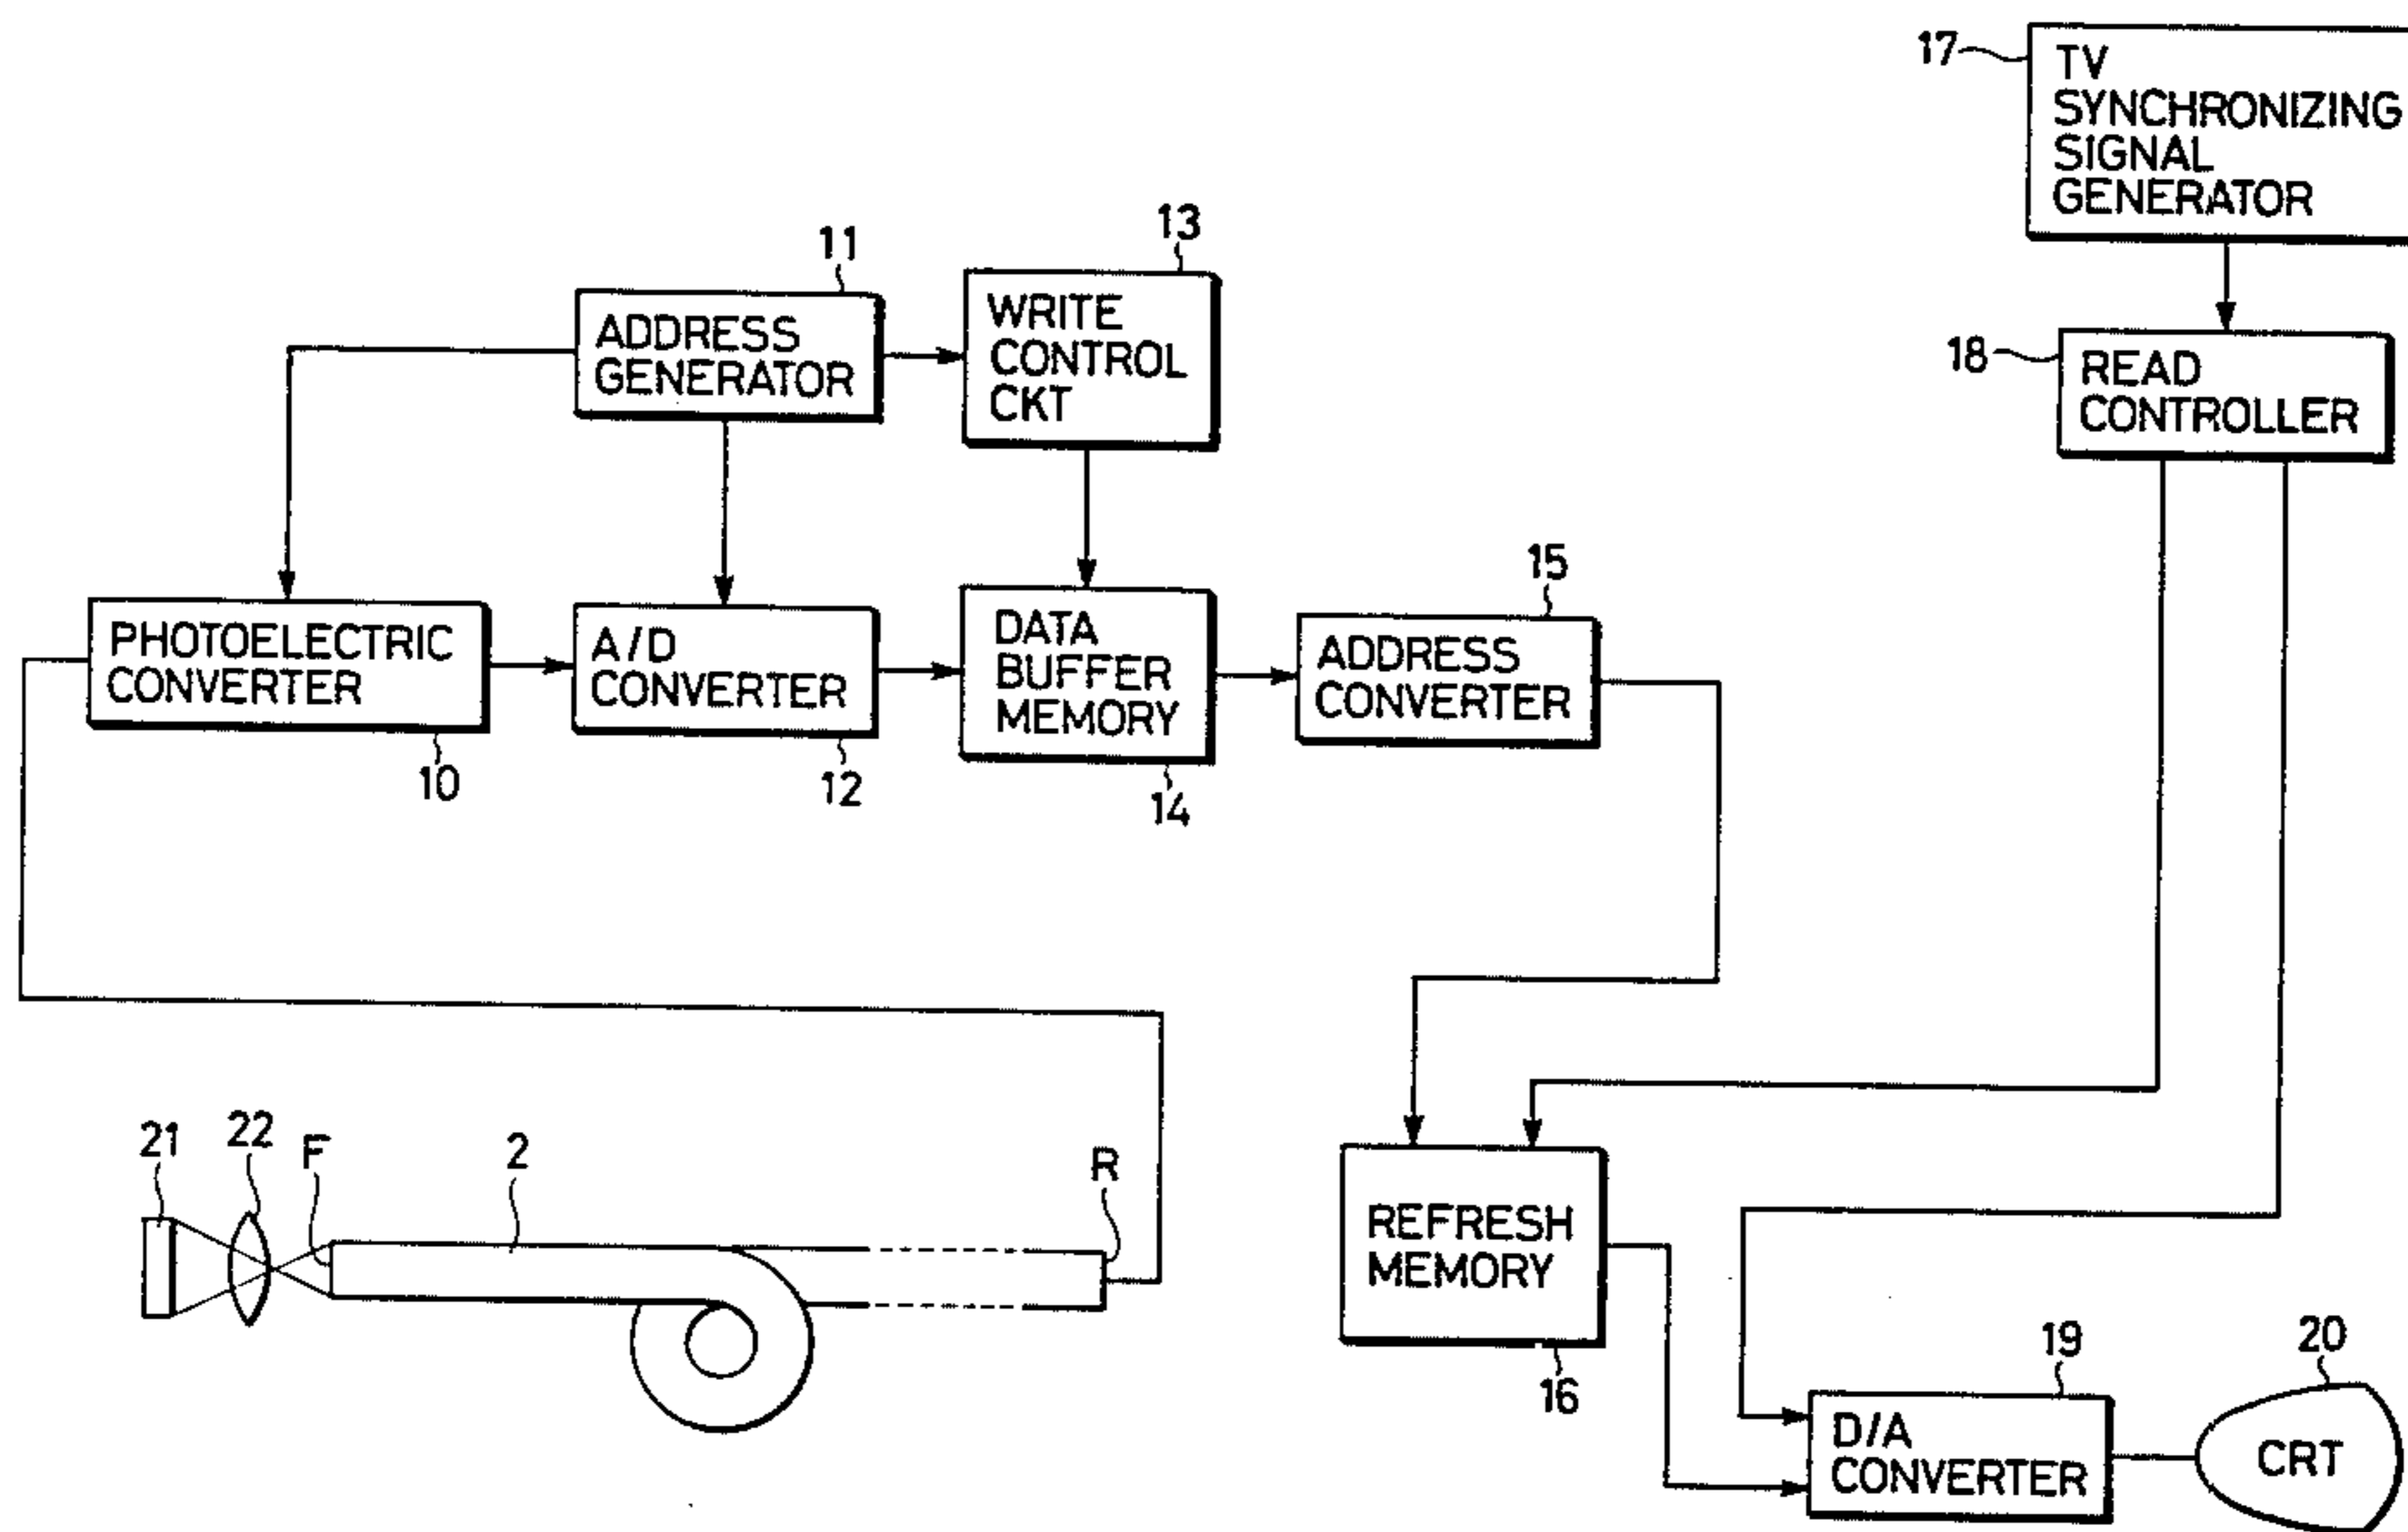 17
TV
SYNCHRONIZING
SIGNAL
GENERATOR
11
13
ADDRESS
GENERATOR
WRITE
CONTROL
CKT
18
READ
CONTROLLER
15
PHOTOELECTRIC
CONVERTER
A/D
CONVERTER
DATA
BUFFER
MEMORY
ADDRESS
CONVERTER
10
12
14
21
22
F
2
R
REFRESH
MEMORY
16
19
20
D/A
CONVERTER
CRT